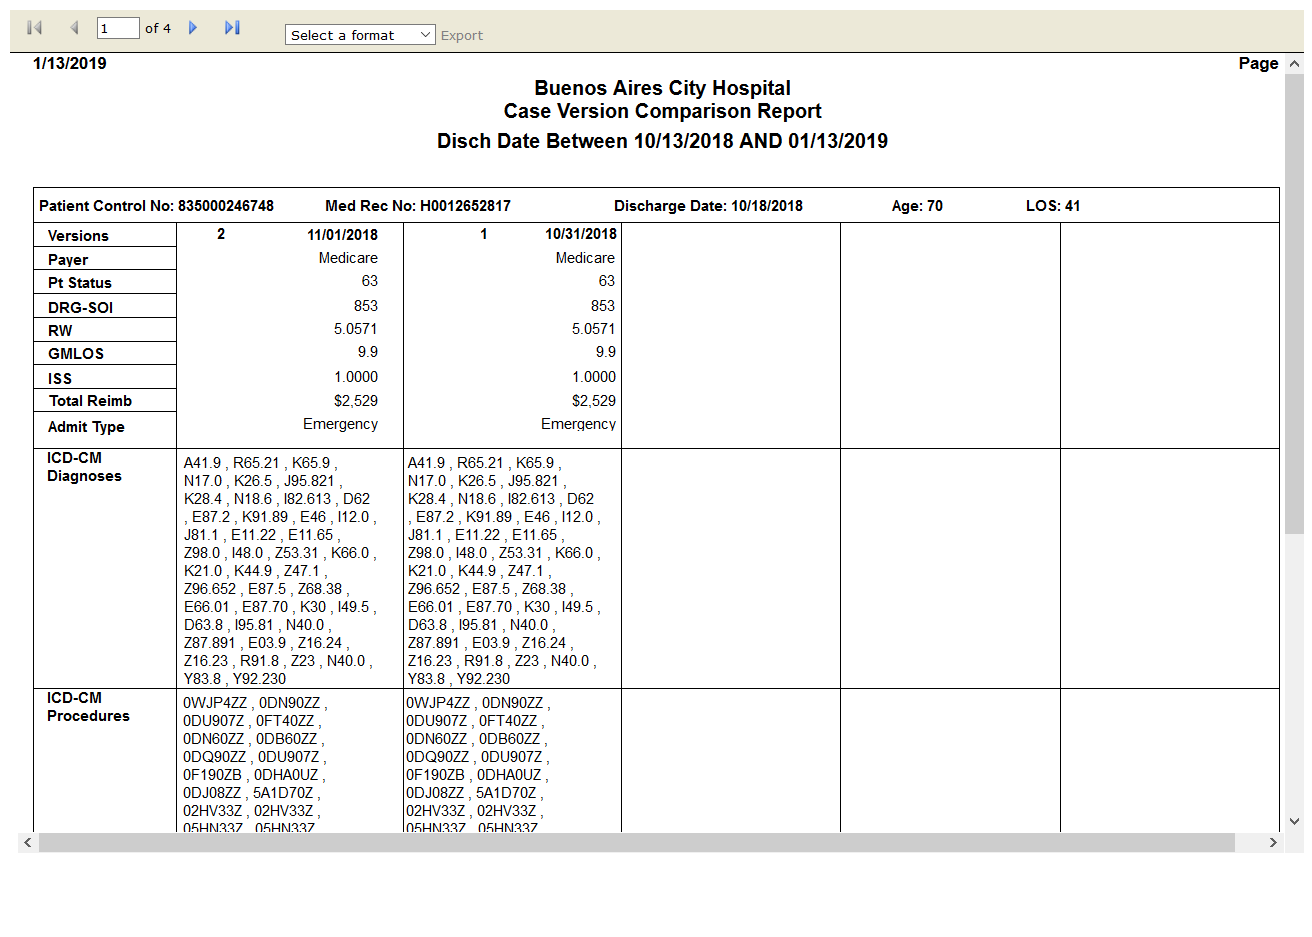 1 of 4 Select a format Export
1/13/2019 Page
Buenos Aires City Hospital
Case Version Comparison Report
Disch Date Between 10/13/2018 AND 01/13/2019
Patient Control No: 835000246748 Med Rec No: H0012652817 Discharge Date: 10/18/2018 Age: 70 LOS: 41
Versions 2 11/01/2018 1 10/31/2018
Payer Medicare Medicare
Pt Status 63 63
DRG-SOI 853 853
RW 5.0571 5.0571
GMLOS 9.9 9.9
ISS 1.0000 1.0000
Total Reimb $2,529 $2,529
Admit Type Emergency Emergency
ICD-CM
Diagnoses
A41.9 , R65.21 , K65.9 ,
N17.0 , K26.5 , J95.821 ,
K28.4 , N18.6 , I82.613 , D62
, E87.2 , K91.89 , E46 , I12.0 ,
J81.1 , E11.22 , E11.65 ,
Z98.0 , I48.0 , Z53.31 , K66.0 ,
K21.0 , K44.9 , Z47.1 ,
Z96.652 , E87.5 , Z68.38 ,
E66.01 , E87.70 , K30 , I49.5 ,
D63.8 , I95.81 , N40.0 ,
Z87.891 , E03.9 , Z16.24 ,
Z16.23 , R91.8 , Z23 , N40.0 ,
Y83.8 , Y92.230
A41.9 , R65.21 , K65.9 ,
N17.0 , K26.5 , J95.821 ,
K28.4 , N18.6 , I82.613 , D62
, E87.2 , K91.89 , E46 , I12.0 ,
J81.1 , E11.22 , E11.65 ,
Z98.0 , I48.0 , Z53.31 , K66.0 ,
K21.0 , K44.9 , Z47.1 ,
Z96.652 , E87.5 , Z68.38 ,
E66.01 , E87.70 , K30 , I49.5 ,
D63.8 , I95.81 , N40.0 ,
Z87.891 , E03.9 , Z16.24 ,
Z16.23 , R91.8 , Z23 , N40.0 ,
Y83.8 , Y92.230
ICD-CM
Procedures
0WJP4ZZ , 0DN90ZZ ,
0DU907Z , 0FT40ZZ ,
0DN60ZZ , 0DB60ZZ ,
0DQ90ZZ , 0DU907Z ,
0F190ZB , 0DHA0UZ ,
0DJ08ZZ , 5A1D70Z ,
02HV33Z , 02HV33Z ,
05HN33Z , 05HN33Z
0WJP4ZZ , 0DN90ZZ ,
0DU907Z , 0FT40ZZ ,
0DN60ZZ , 0DB60ZZ ,
0DQ90ZZ , 0DU907Z ,
0F190ZB , 0DHA0UZ ,
0DJ08ZZ , 5A1D70Z ,
02HV33Z , 02HV33Z ,
05HN33Z , 05HN33Z